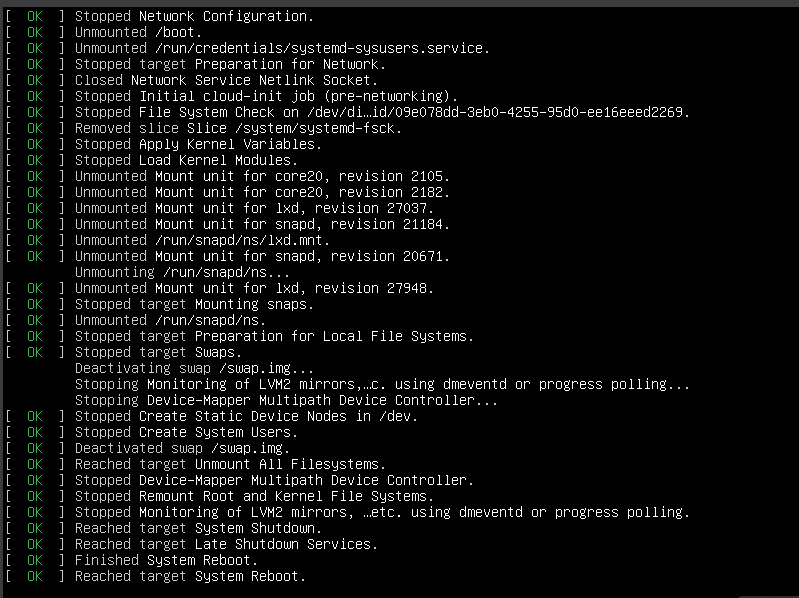 [  OK  ] Stopped Network Configuration.
[  OK  ] Unmounted /boot.
[  OK  ] Unmounted /run/credentials/systemd-sysusers.service.
[  OK  ] Stopped target Preparation for Network.
[  OK  ] Closed Network Service Netlink Socket.
[  OK  ] Stopped Initial cloud-init job (pre-networking).
[  OK  ] Stopped File System Check on /dev/di…id/09e078dd-3eb0-4255-95d0-ee16eeed2269.
[  OK  ] Removed slice Slice /system/systemd-fsck.
[  OK  ] Stopped Apply Kernel Variables.
[  OK  ] Stopped Load Kernel Modules.
[  OK  ] Unmounted Mount unit for core20, revision 2105.
[  OK  ] Unmounted Mount unit for core20, revision 2182.
[  OK  ] Unmounted Mount unit for lxd, revision 27037.
[  OK  ] Unmounted Mount unit for snapd, revision 21184.
[  OK  ] Unmounted /run/snapd/ns/lxd.mnt.
[  OK  ] Unmounted Mount unit for snapd, revision 20671.
         Unmounting /run/snapd/ns...
[  OK  ] Unmounted Mount unit for lxd, revision 27948.
[  OK  ] Stopped target Mounting snaps.
[  OK  ] Unmounted /run/snapd/ns.
[  OK  ] Stopped target Preparation for Local File Systems.
[  OK  ] Stopped target Swaps.
         Deactivating swap /swap.img...
         Stopping Monitoring of LVM2 mirrors,…c. using dmeventd or progress polling...
         Stopping Device-Mapper Multipath Device Controller...
[  OK  ] Stopped Create Static Device Nodes in /dev.
[  OK  ] Stopped Create System Users.
[  OK  ] Deactivated swap /swap.img.
[  OK  ] Reached target Unmount All Filesystems.
[  OK  ] Stopped Device-Mapper Multipath Device Controller.
[  OK  ] Stopped Remount Root and Kernel File Systems.
[  OK  ] Stopped Monitoring of LVM2 mirrors, …etc. using dmeventd or progress polling.
[  OK  ] Reached target System Shutdown.
[  OK  ] Reached target Late Shutdown Services.
[  OK  ] Finished System Reboot.
[  OK  ] Reached target System Reboot.